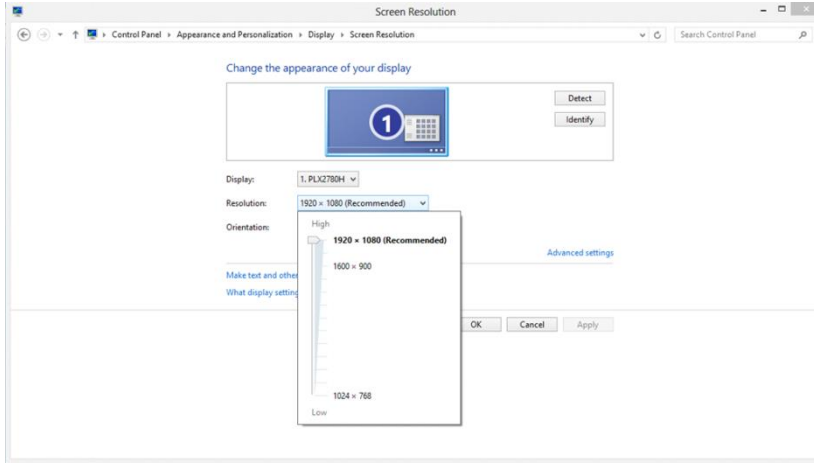 Screen Resolution
Control Panel Appearance and Personalization Display Screen Resolution
Search Control Panel
Change the appearance of your display
1
Detect
Identify
Display: 1. PLX2780H
Resolution: 1920 × 1080 (Recommended)
Orientation:
High
1920 × 1080 (Recommended)
1600 × 900
1024 × 768
Low
Advanced settings
Make text and other
What display setting
OK Cancel Apply